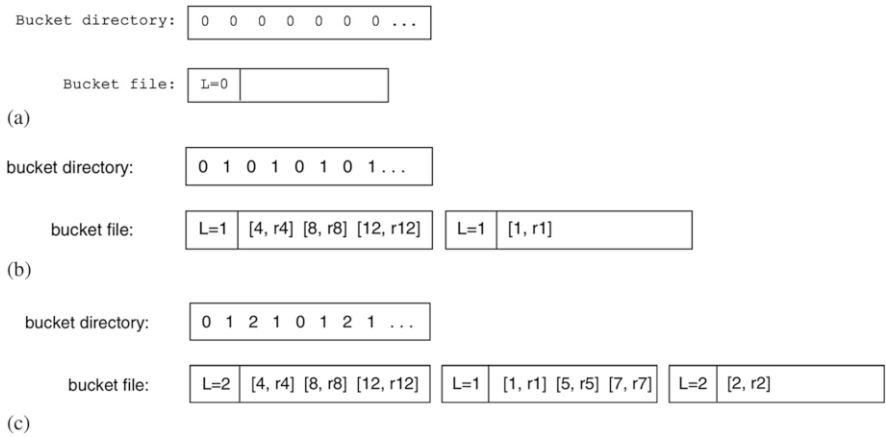 Bucket directory: 0 0 0 0 0 0 0 ...
Bucket file: L=0
(a)
bucket directory: 0 1 0 1 0 1 0 1 . . .
bucket file: L=1 [4, r4] [8, r8] [12, r12] L=1 [1, r1]
(b)
bucket directory: 0 1 2 1 0 1 2 1 . . .
bucket file: L=2 [4, r4] [8, r8] [12, r12] L=1 [1, r1] [5, r5] [7, r7] L=2 [2, r2]
(c)